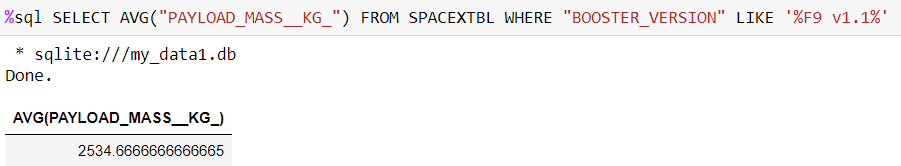 %sql SELECT AVG("PAYLOAD_MASS__KG_") FROM SPACEXTBL WHERE "BOOSTER_VERSION" LIKE '%F9 v1.1%'
* sqlite:///my_data1.db
Done.
AVG(PAYLOAD_MASS__KG_)
2534.6666666666665